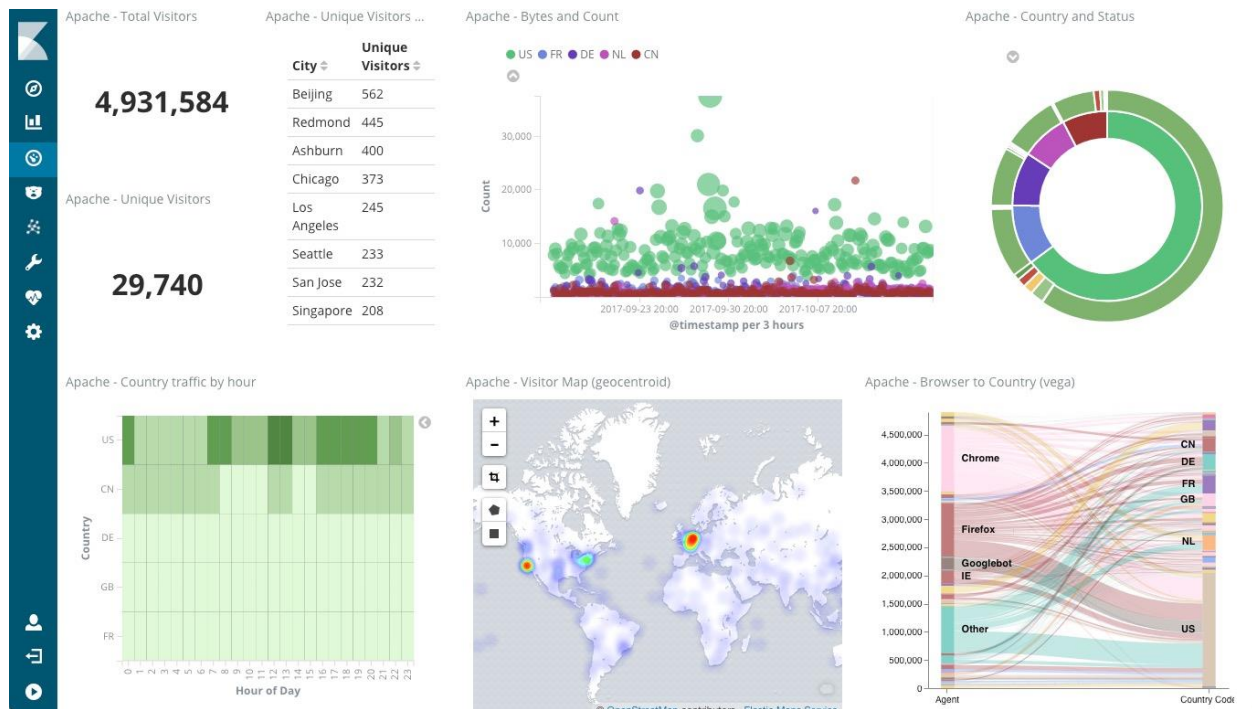 Apache - Total Visitors
4,931,584
Apache - Unique Visitors
29,740
Apache - Unique Visitors ...
City Unique Visitors
Beijing 562
Redmond 445
Ashburn 400
Chicago 373
Los Angeles 245
Seattle 233
San Jose 232
Singapore 208
Apache - Bytes and Count
US FR DE NL CN
Count
30,000
20,000
10,000
2017-09-23 20:00 2017-09-30 20:00 2017-10-07 20:00
@timestamp per 3 hours
Apache - Country and Status
Apache - Country traffic by hour
Country
US
CN
DE
GB
FR
0 1 2 3 4 5 6 7 8 9 10 11 12 13 14 15 16 17 18 19 20 21 22 23
Hour of Day
Apache - Visitor Map (geocentroid)
+
−
© OpenStreetMap contributors , Elastic Maps Service
Apache - Browser to Country (vega)
4,500,000
4,000,000
3,500,000
3,000,000
2,500,000
2,000,000
1,500,000
1,000,000
500,000
0
Chrome
Firefox
Googlebot
IE
Other
CN
DE
FR
GB
NL
US
Agent
Country Code